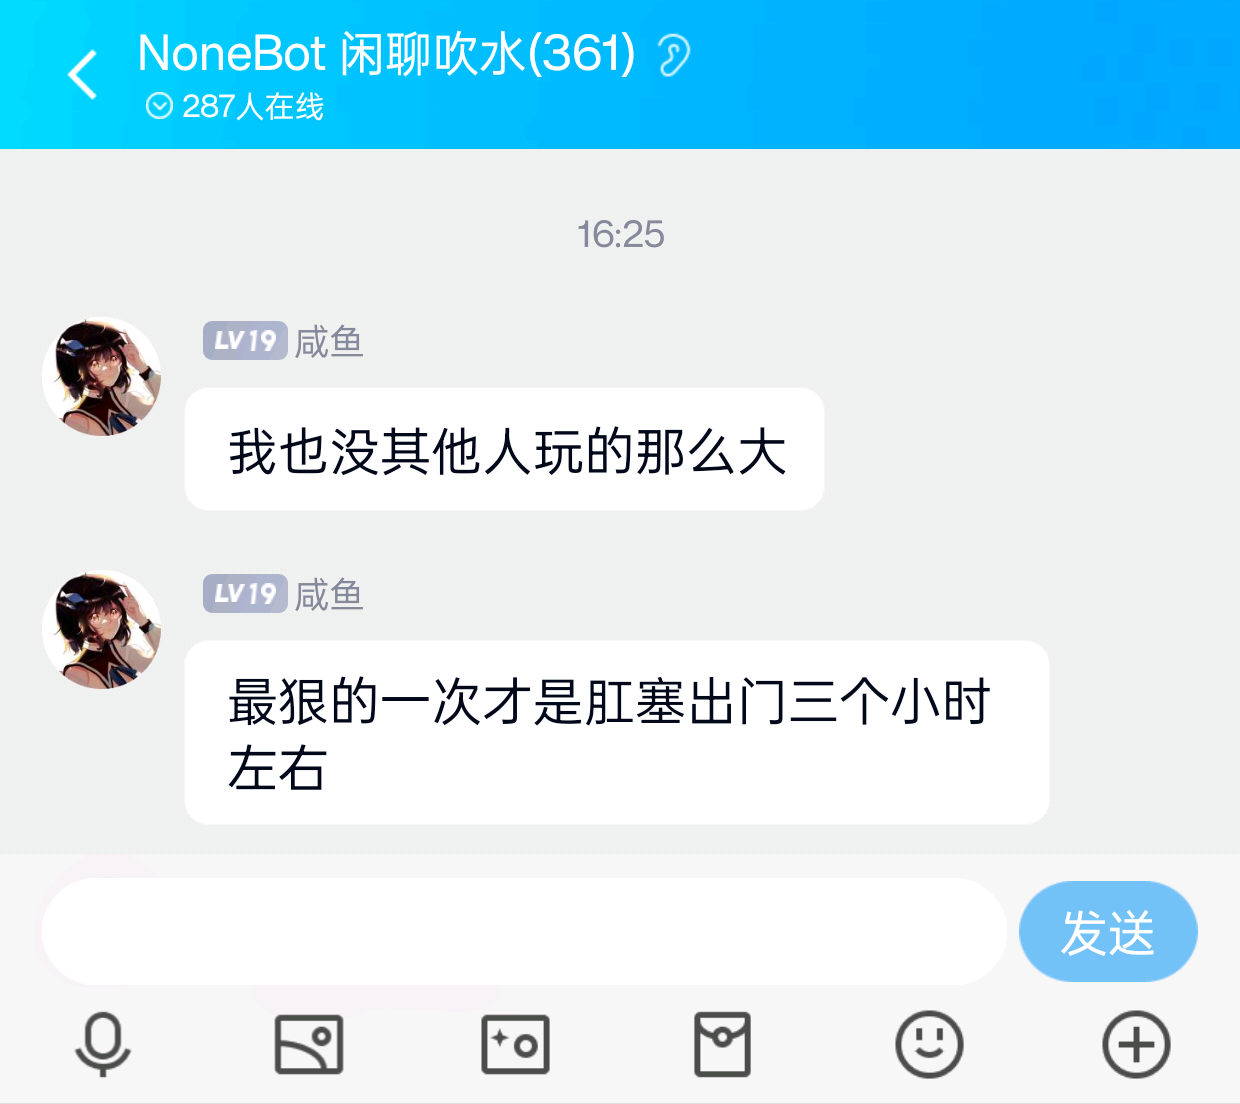 NoneBot 闲聊吹水(361)
287人在线
16:25
LV19 咸鱼
我也没其他人玩的那么大
LV19 咸鱼
最狠的一次才是肛塞出门三个小时
左右
发送